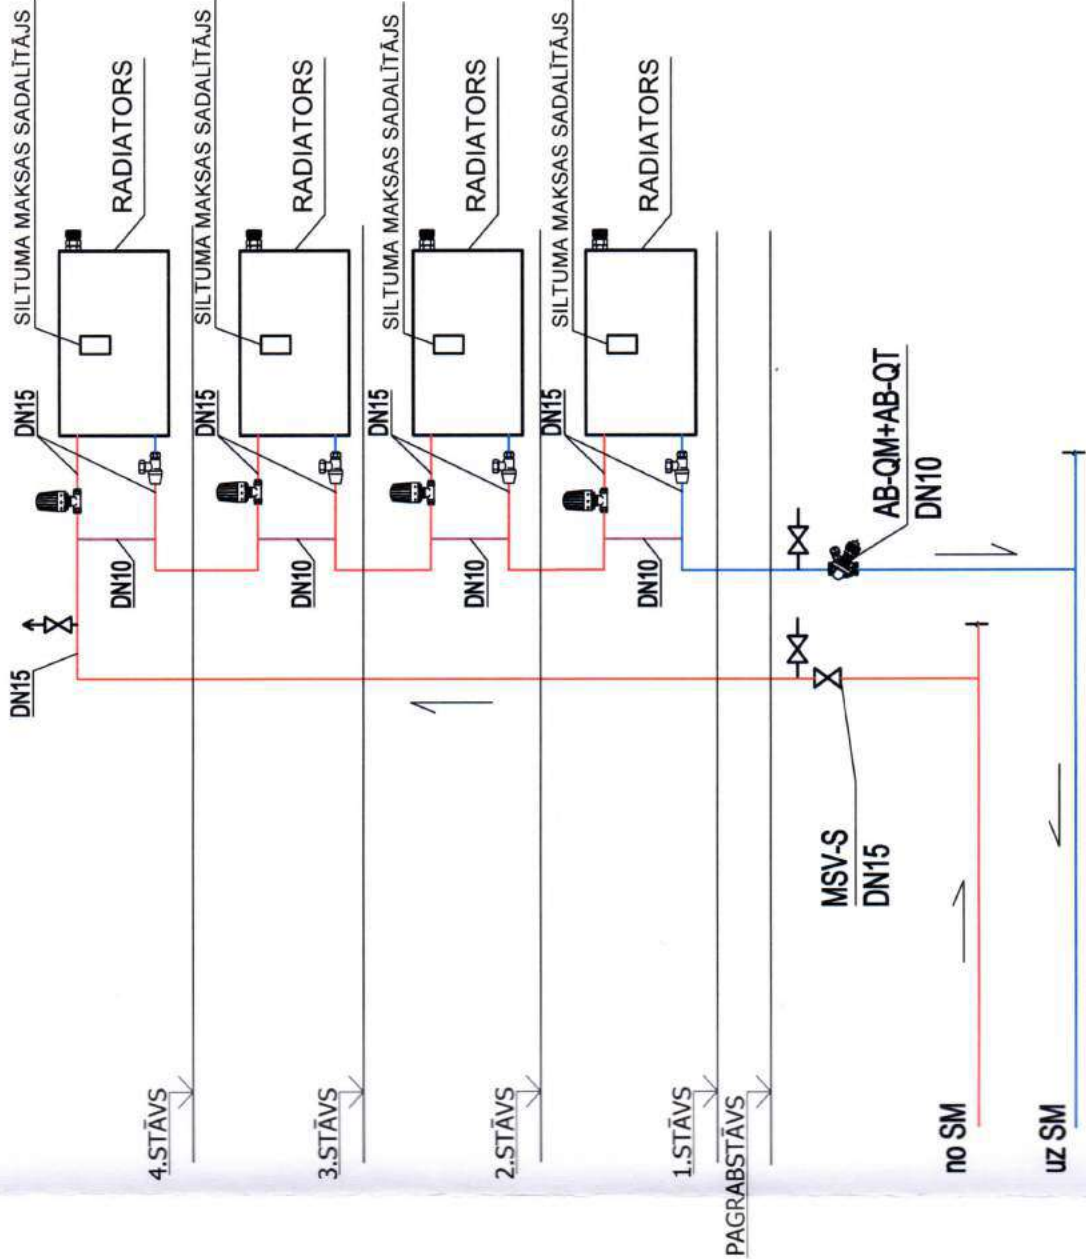 SILTUMA MAKSAS SADALĪTĀJS
RADIATORS
DN15
DN15
DN10
4.STĀVS
SILTUMA MAKSAS SADALĪTĀJS
RADIATORS
DN15
DN10
3.STĀVS
SILTUMA MAKSAS SADALĪTĀJS
RADIATORS
DN15
DN10
2.STĀVS
SILTUMA MAKSAS SADALĪTĀJS
RADIATORS
DN15
DN10
1.STĀVS
PAGRABSTĀVS
MSV-S
DN15
AB-QM+AB-QT
DN10
no SM
uz SM